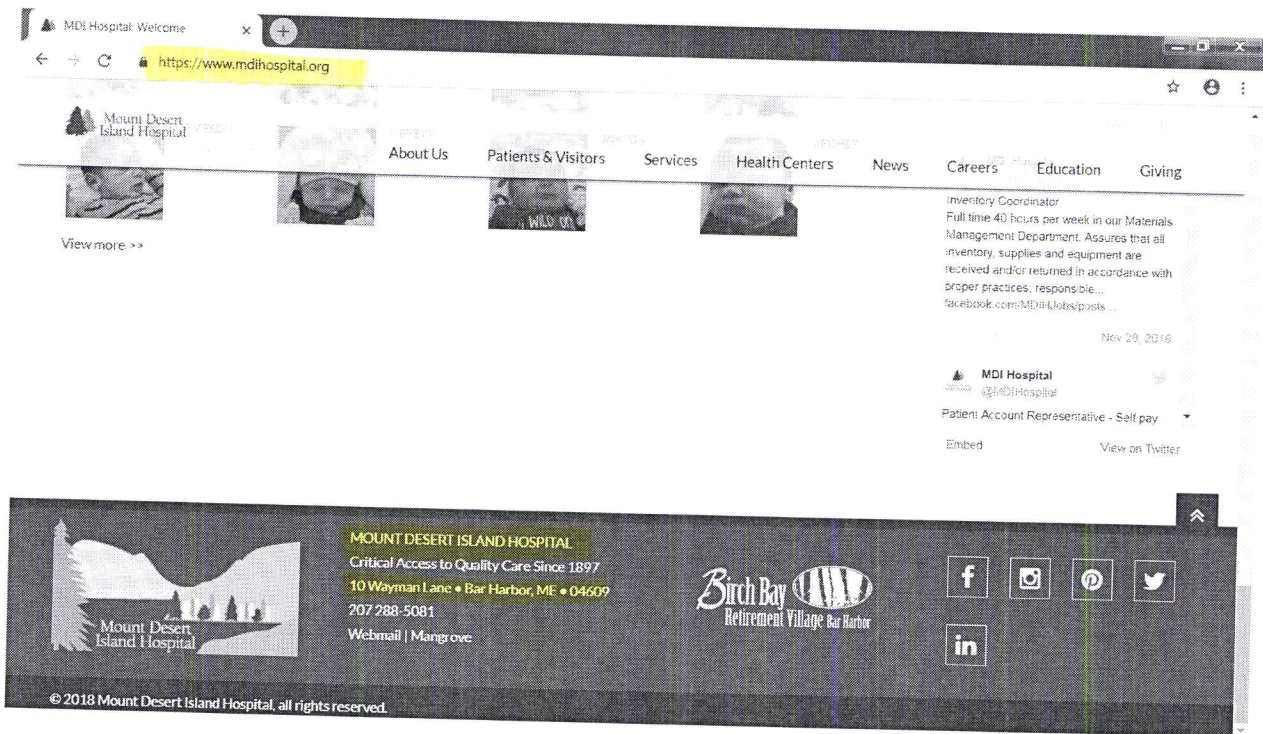 MDI Hospital: Welcome
https://www.mdihospital.org
Mount Desert
Island Hospital
About Us Patients & Visitors Services Health Centers News Careers Education Giving
WILD
View more >>
Inventory Coordinator
Full time 40 hours per week in our Materials
Management Department. Assures that all
inventory, supplies and equipment are
received and/or returned in accordance with
proper practices; responsible...
facebook.com/MDIHJobs/posts...
Nov 29, 2018
MDI Hospital
@MDIHospital
Patient Account Representative - Self pay
Embed View on Twitter
Mount Desert
Island Hospital
MOUNT DESERT ISLAND HOSPITAL
Critical Access to Quality Care Since 1897
10 Wayman Lane • Bar Harbor, ME • 04609
207 288-5081
Webmail | Mangrove
Birch Bay
Retirement Village Bar Harbor
© 2018 Mount Desert Island Hospital, all rights reserved.